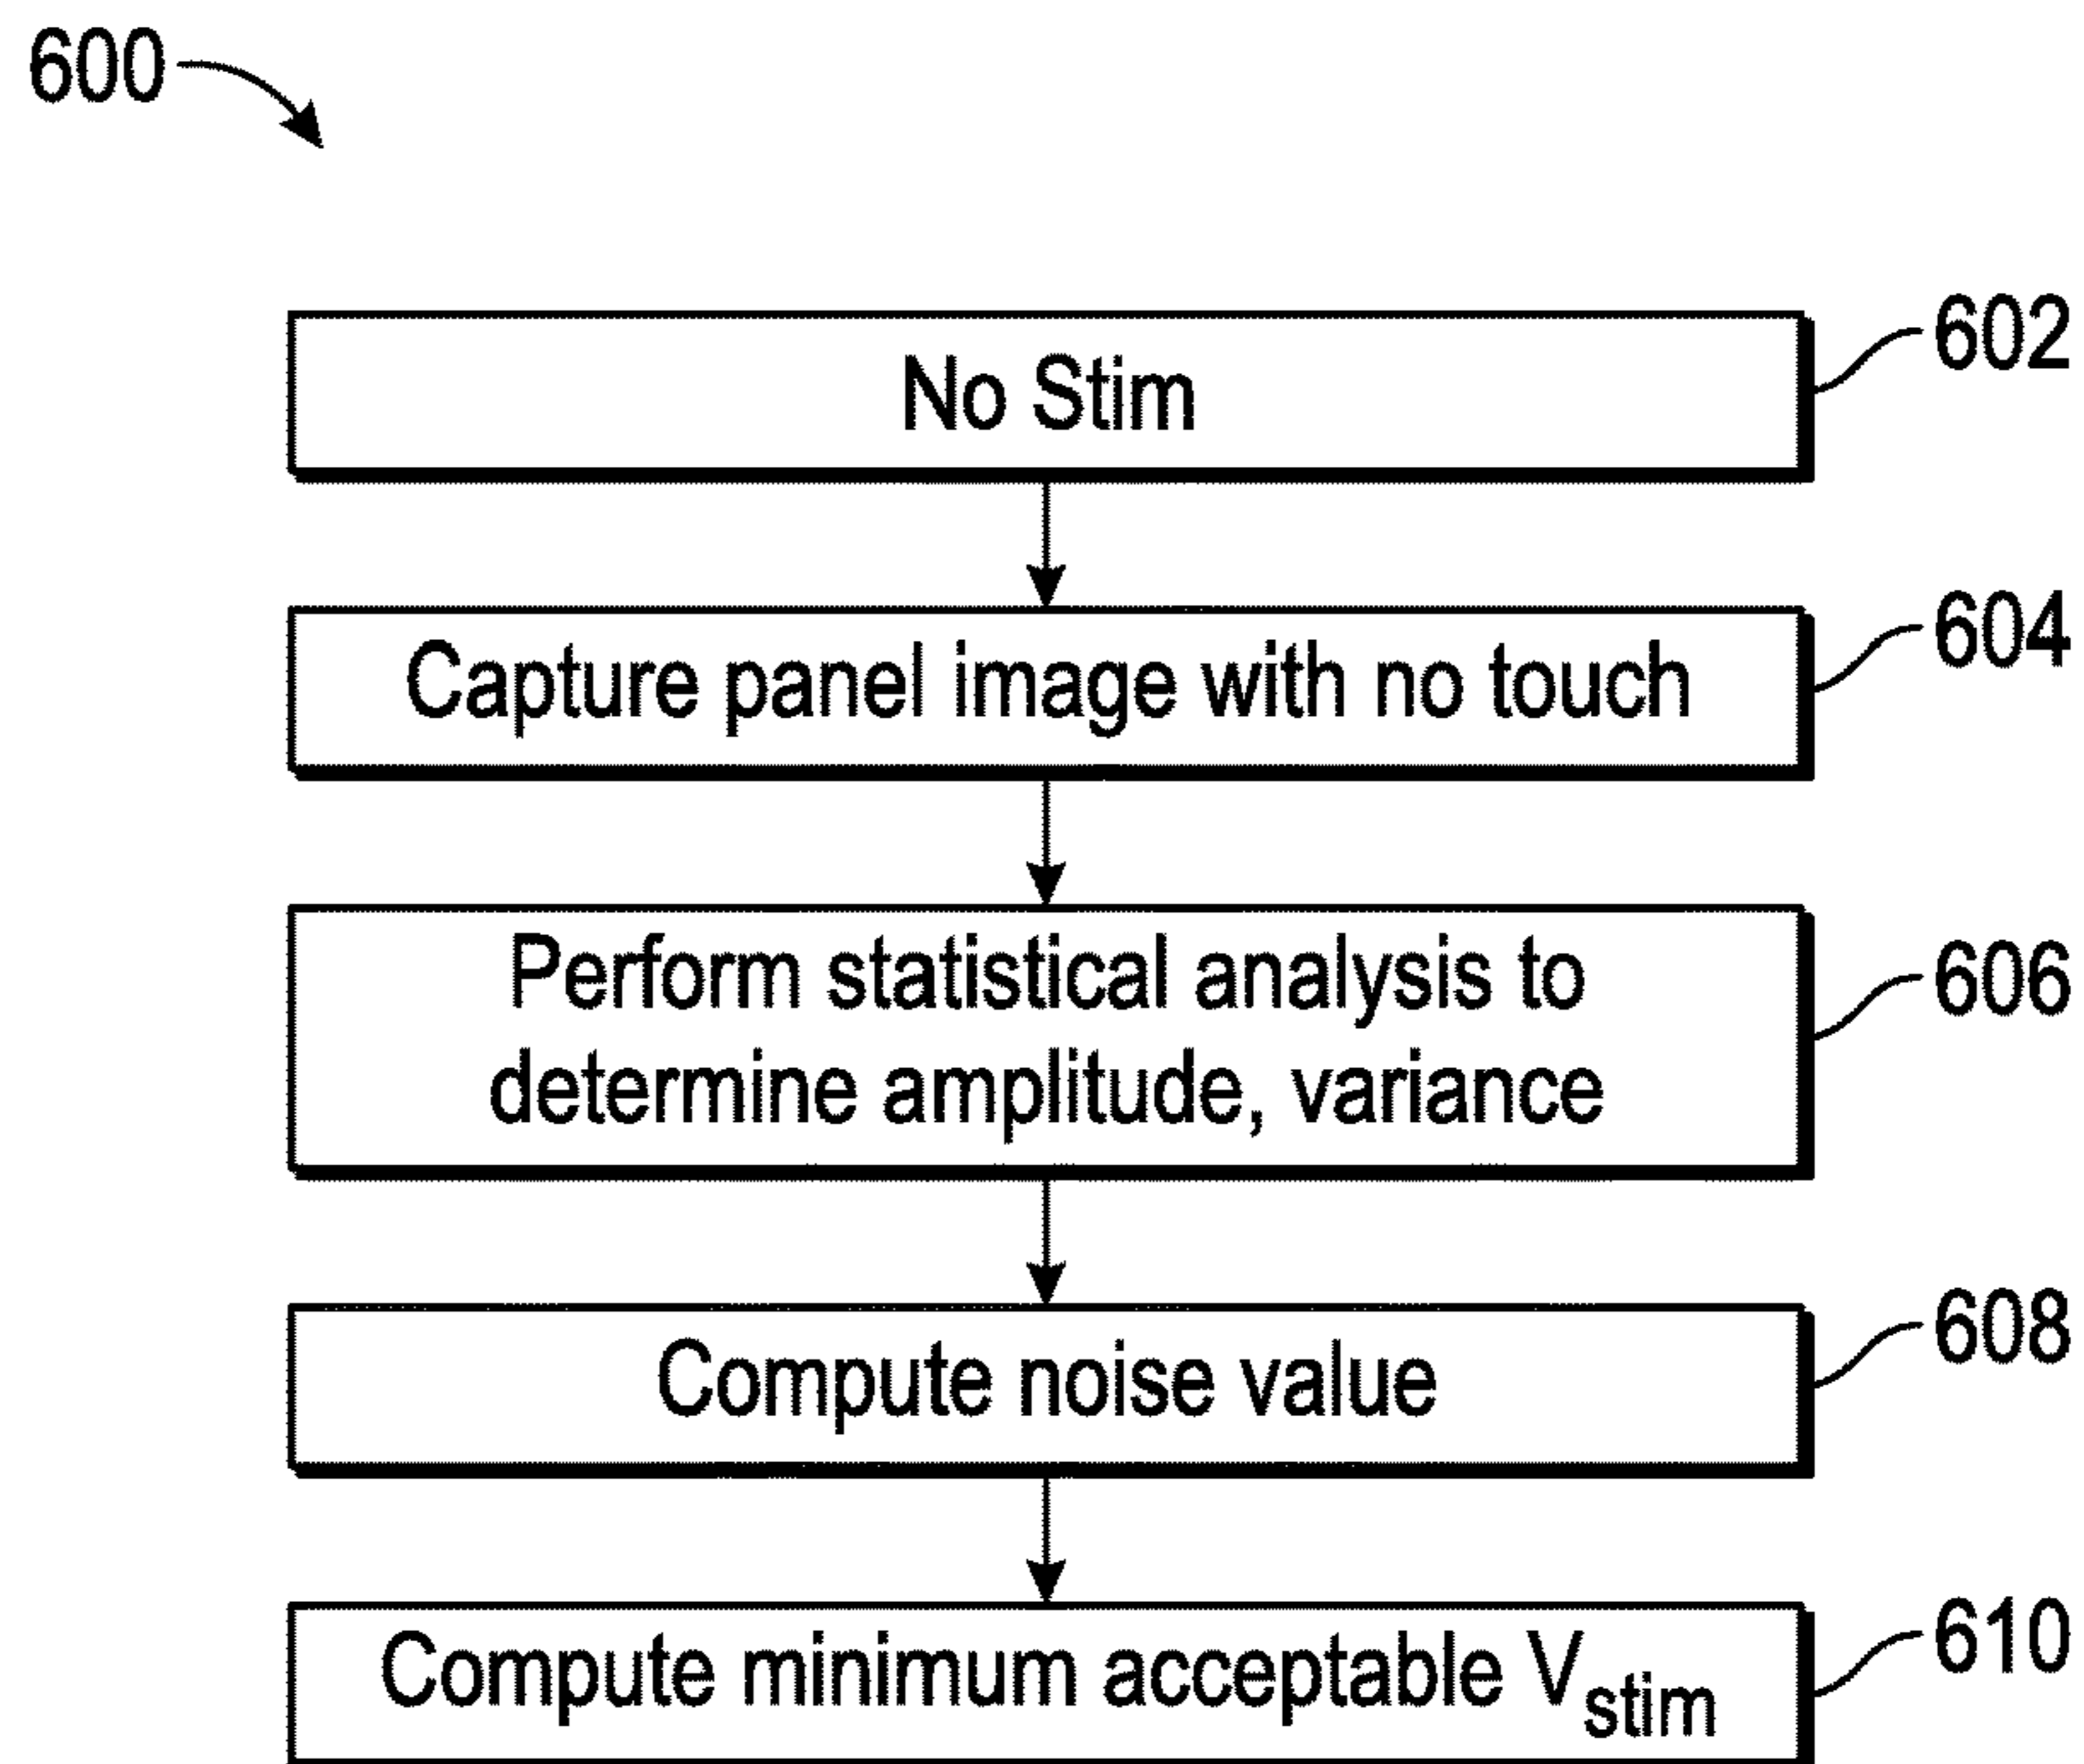 600
602
No Stim
604
Capture panel image with no touch
606
Perform statistical analysis to
determine amplitude, variance
608
Compute noise value
610
Compute minimum acceptable Vstim